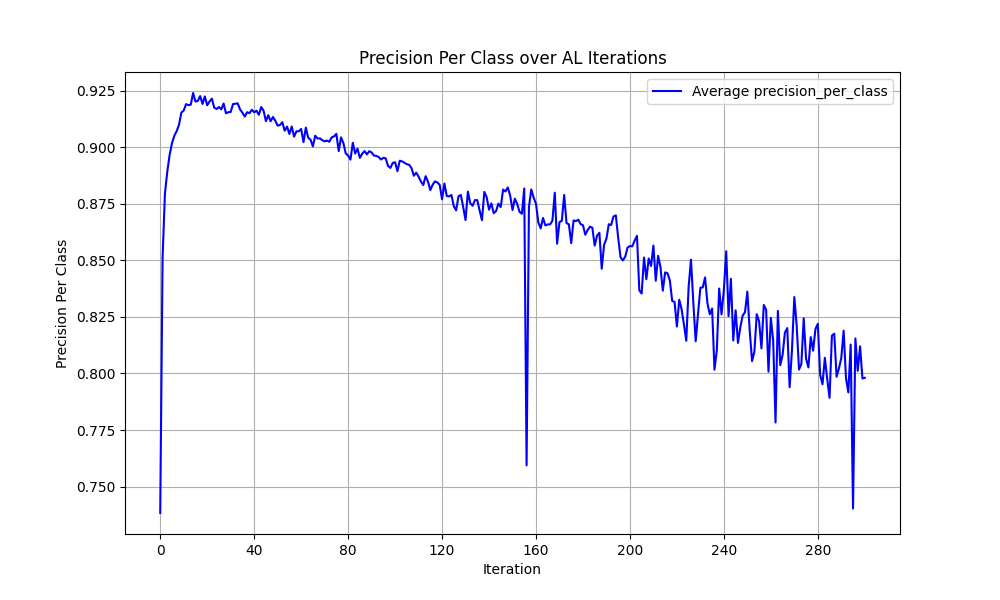 Precision Per Class over AL Iterations
Average precision_per_class
Precision Per Class
0.925
0.900
0.875
0.850
0.825
0.800
0.775
0.750
0 40 80 120 160 200 240 280
Iteration